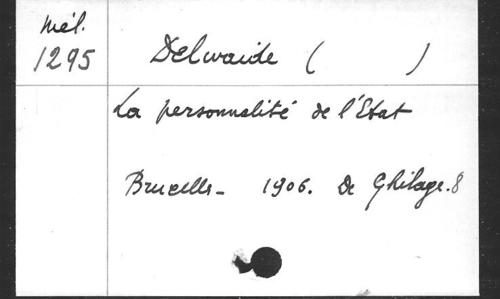 Mél.
1295
Delwaide ( )
La personnalité de l'Etat
Bruxelles - 1906. De Ghilage. 8